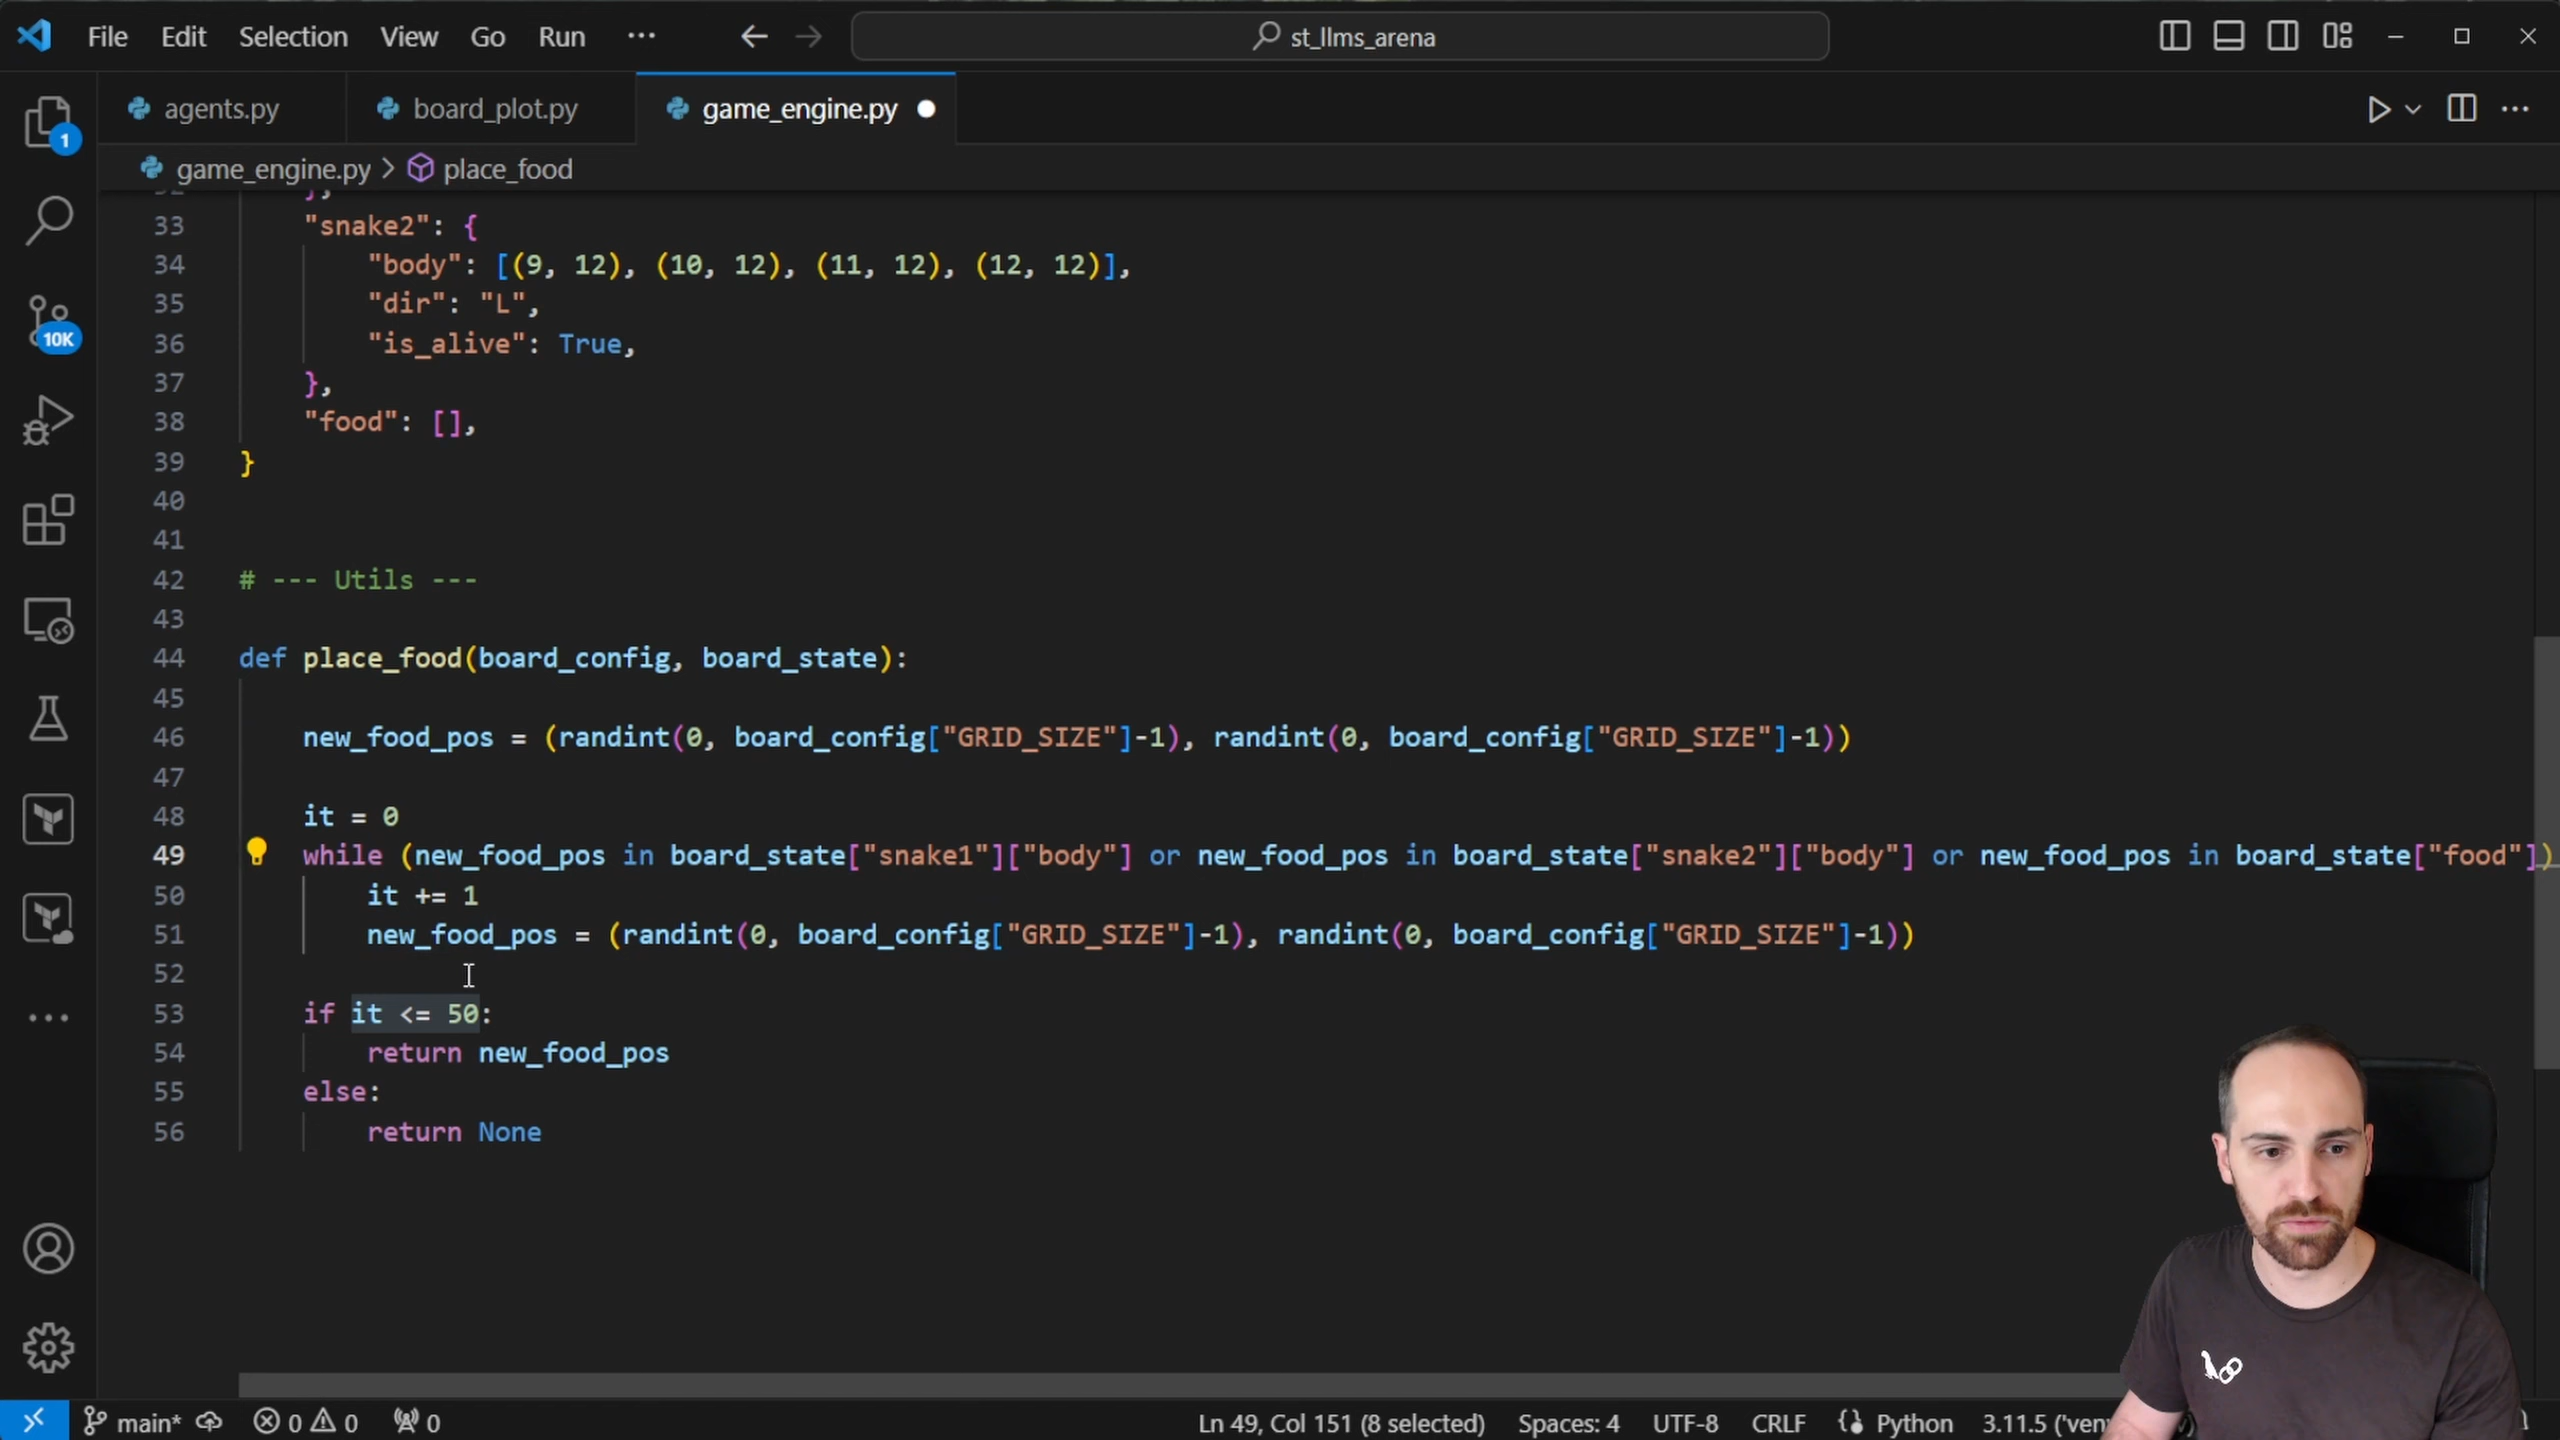 File Edit Selection View Go Run ··· st_llms_arena
agents.py board_plot.py game_engine.py
1
game_engine.py > place_food
33 "snake2": {
34 "body": [(9, 12), (10, 12), (11, 12), (12, 12)],
35 "dir": "L",
36 "is_alive": True,
37 },
38 "food": [],
39 }
40
41
42 # --- Utils ---
43
44 def place_food(board_config, board_state):
45
46 new_food_pos = (randint(0, board_config["GRID_SIZE"]-1), randint(0, board_config["GRID_SIZE"]-1))
47
48 it = 0
49 while (new_food_pos in board_state["snake1"]["body"] or new_food_pos in board_state["snake2"]["body"] or new_food_pos in board_state["food"])
50 it += 1
51 new_food_pos = (randint(0, board_config["GRID_SIZE"]-1), randint(0, board_config["GRID_SIZE"]-1))
52
53 if it <= 50:
54 return new_food_pos
55 else:
56 return None
10K
main* 0 0 0 Ln 49, Col 151 (8 selected) Spaces: 4 UTF-8 CRLF Python 3.11.5 ('ven